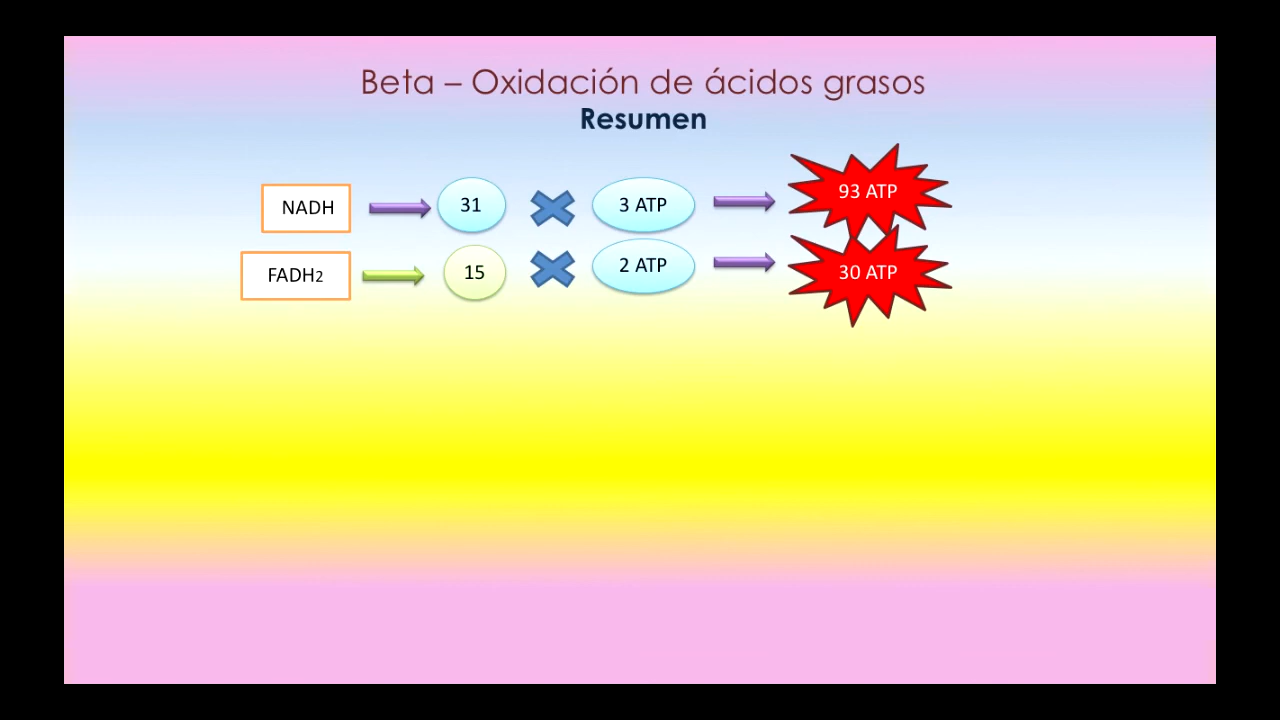 Beta – Oxidación de ácidos grasos
Resumen
NADH 31 3 ATP 93 ATP
FADH2 15 2 ATP 30 ATP